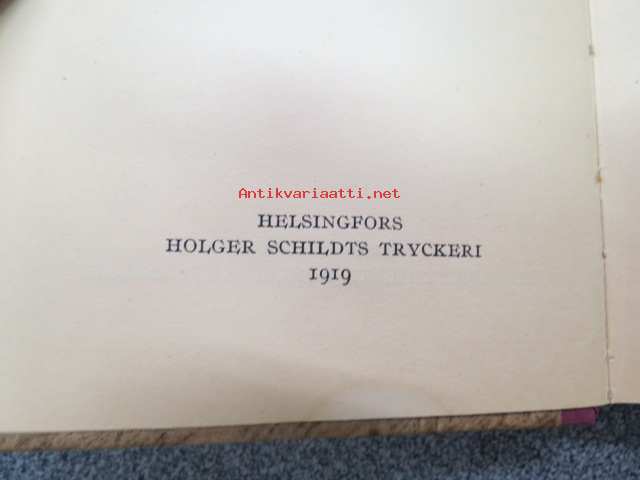 Antikvariaatti.net
HELSINGFORS
HOLGER SCHILDTS TRYCKERI
1919